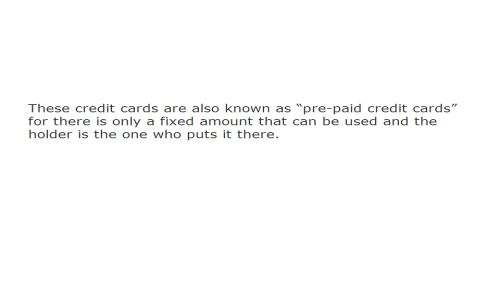 These credit cards are also known as “pre-paid credit cards”
for there is only a fixed amount that can be used and the
holder is the one who puts it there.